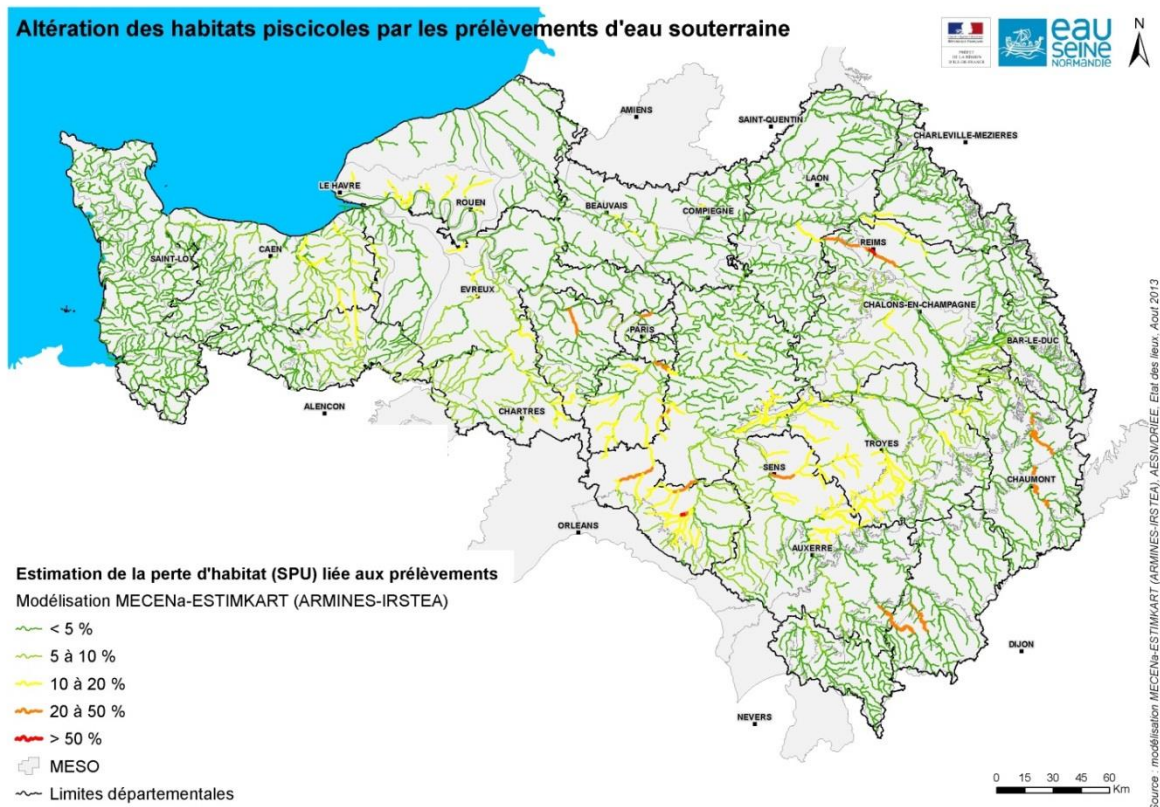 Altération des habitats piscicoles par les prélèvements d'eau souterraine
eau
SEINE
NORMANDIE
N
AMIENS
SAINT-QUENTIN
CHARLEVILLE-MEZIERES
LAON
LE HAVRE
ROUEN
BEAUVAIS
COMPIEGNE
REIMS
CAEN
SAINT-LO
EVREUX
CHALONS-EN-CHAMPAGNE
PARIS
BAR-LE-DUC
ALENCON
CHARTRES
TROYES
SENS
CHAUMONT
ORLEANS
AUXERRE
DIJON
NEVERS
Estimation de la perte d'habitat (SPU) liée aux prélèvements
Modélisation MECENa-ESTIMKART (ARMINES-IRSTEA)
< 5 %
5 à 10 %
10 à 20 %
20 à 50 %
> 50 %
MESO
Limites départementales
0 15 30 45 60
Km
Source : modélisation MECENa-ESTIMKART (ARMINES-IRSTEA), AESN/DRIEE, Etat des lieux, Aout 2013